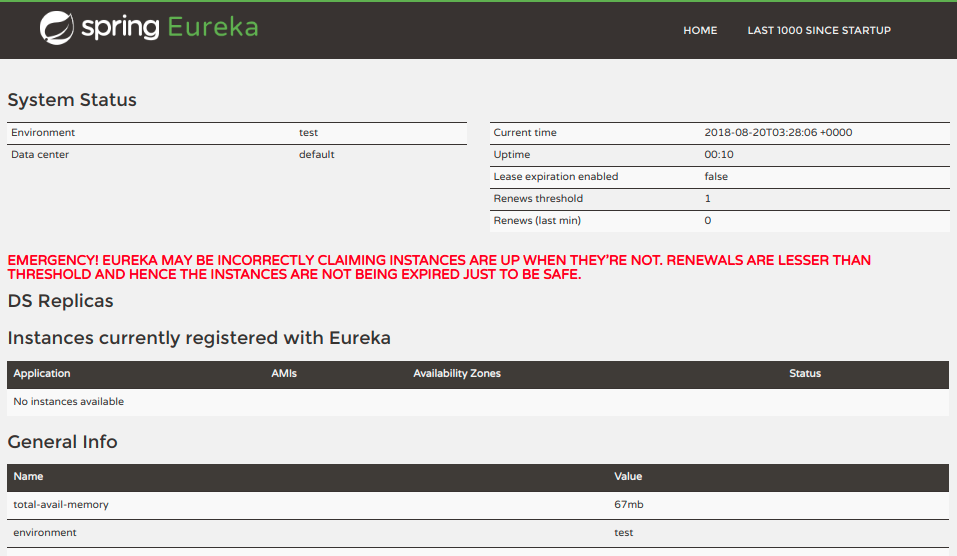 spring Eureka
HOME LAST 1000 SINCE STARTUP
System Status
Environment test
Data center default
Current time 2018-08-20T03:28:06 +0000
Uptime 00:10
Lease expiration enabled false
Renews threshold 1
Renews (last min) 0
EMERGENCY! EUREKA MAY BE INCORRECTLY CLAIMING INSTANCES ARE UP WHEN THEY'RE NOT. RENEWALS ARE LESSER THAN
THRESHOLD AND HENCE THE INSTANCES ARE NOT BEING EXPIRED JUST TO BE SAFE.
DS Replicas
Instances currently registered with Eureka
Application AMIs Availability Zones Status
No instances available
General Info
Name Value
total-avail-memory 67mb
environment test